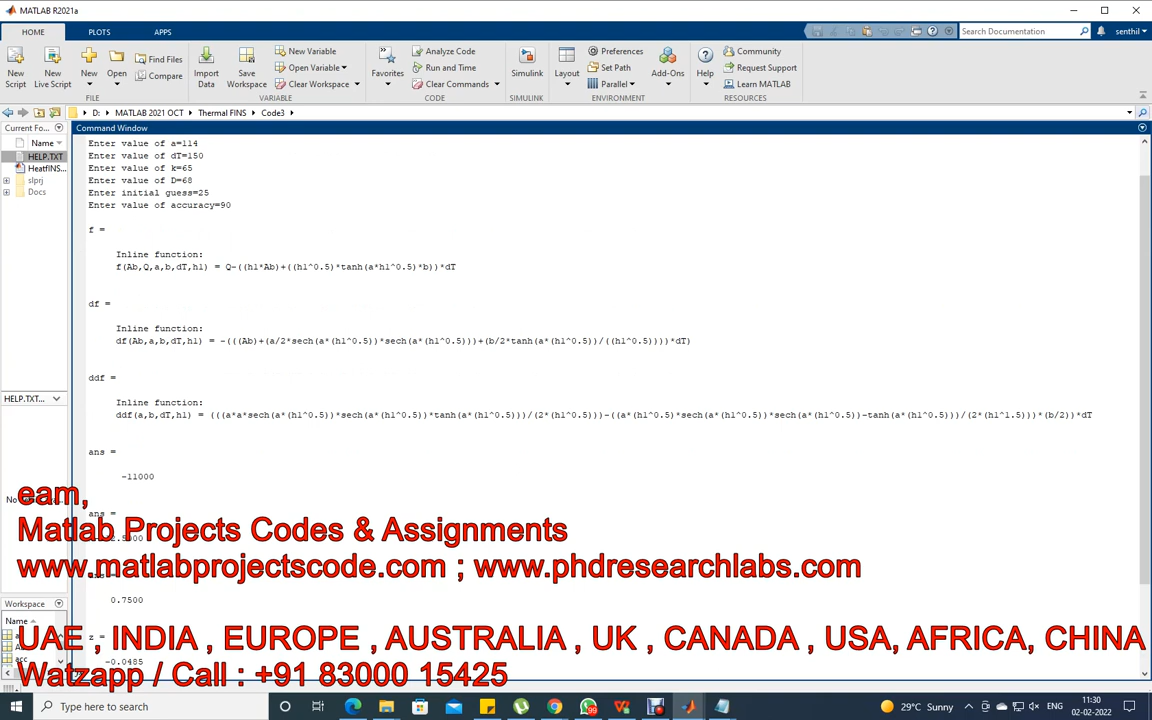 MATLAB R2021a
HOME PLOTS APPS
Search Documentation
senthil
New Script
New Live Script
New
Open
Find Files
Compare
FILE
Import Data
Save Workspace
New Variable
Open Variable
Clear Workspace
VARIABLE
Favorites
Analyze Code
Run and Time
Clear Commands
CODE
Simulink
SIMULINK
Layout
Preferences
Set Path
Parallel
Add-Ons
ENVIRONMENT
Help
Community
Request Support
Learn MATLAB
RESOURCES
D: MATLAB 2021 OCT Thermal FINS Code3
Current Fo...
Name
HELP.TXT
HeatfINS...
slprj
Docs
HELP.TXT...
Workspace
Name
acc
Command Window
Enter value of a=114
Enter value of dT=150
Enter value of k=65
Enter value of D=68
Enter initial guess=25
Enter value of accuracy=90
f =
Inline function:
f(Ab,Q,a,b,dT,h1) = Q-((h1*Ab)+((h1^0.5)*tanh(a*h1^0.5)*b))*dT
df =
Inline function:
df(Ab,a,b,dT,h1) = -(((Ab)+(a/2*sech(a*(h1^0.5))*sech(a*(h1^0.5)))+(b/2*tanh(a*(h1^0.5))/((h1^0.5))))*dT)
ddf =
Inline function:
ddf(a,b,dT,h1) = (((a*a*sech(a*(h1^0.5))*sech(a*(h1^0.5))*tanh(a*(h1^0.5)))/(2*(h1^0.5)))-((a*(h1^0.5)*sech(a*(h1^0.5))*sech(a*(h1^0.5))-tanh(a*(h1^0.5)))/(2*(h1^1.5)))*(b/2))*dT
ans =
-11000
eam,
ans =
Matlab Projects Codes & Assignments
www.matlabprojectscode.com ; www.phdresearchlabs.com
0.7500
z =
UAE , INDIA , EUROPE , AUSTRALIA , UK , CANADA , USA, AFRICA, CHINA
-0.0485
Watzapp / Call : +91 83000 15425
Type here to search
99
29°C Sunny
ENG
11:30
02-02-2022